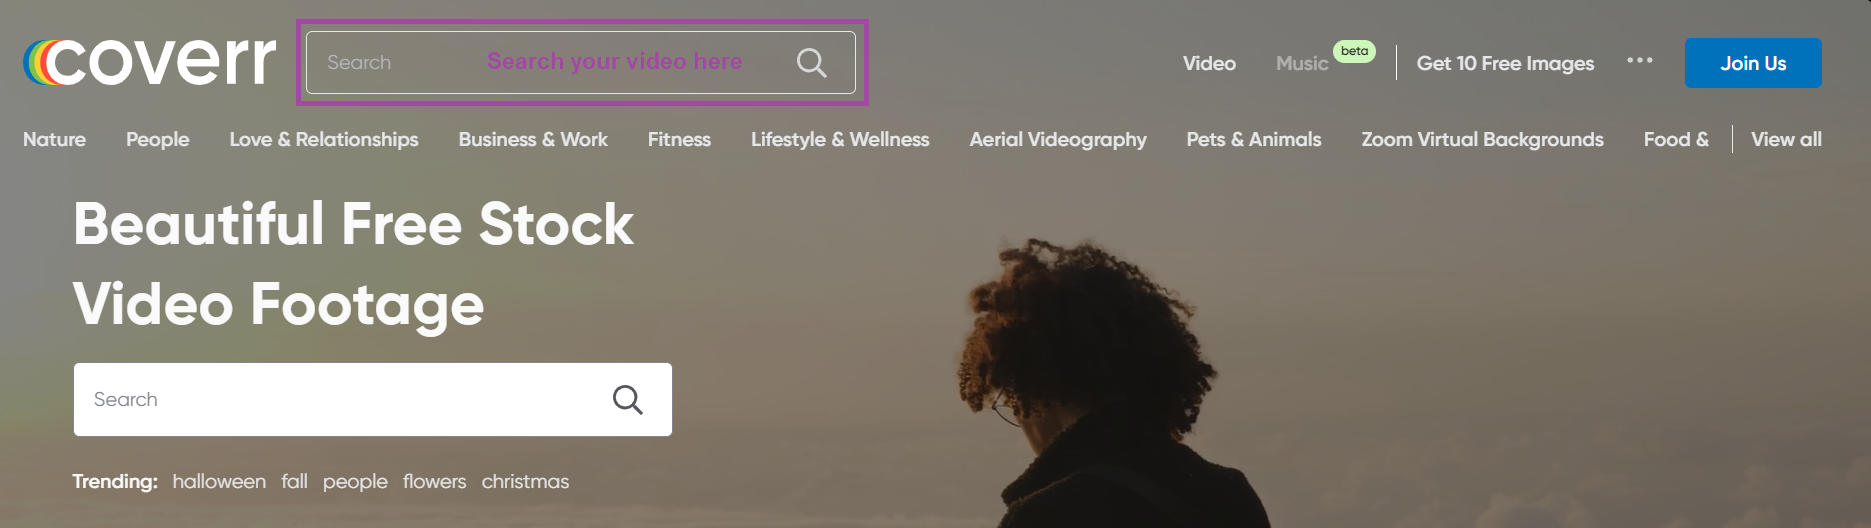 coverr
Search Search your video here
Video Music beta Get 10 Free Images ••• Join Us
Nature People Love & Relationships Business & Work Fitness Lifestyle & Wellness Aerial Videography Pets & Animals Zoom Virtual Backgrounds Food & View all
Beautiful Free Stock
Video Footage
Search
Trending: halloween fall people flowers christmas